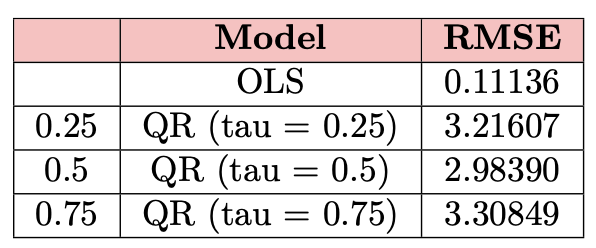 Model RMSE
OLS 0.11136
0.25 QR (tau = 0.25) 3.21607
0.5 QR (tau = 0.5) 2.98390
0.75 QR (tau = 0.75) 3.30849